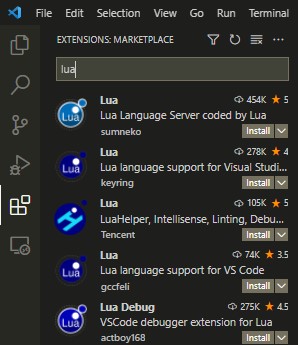 File Edit Selection View Go Run Terminal
EXTENSIONS: MARKETPLACE
lua
Lua 454K ★ 5
Lua Language Server coded by Lua
sumneko Install
Lua 278K ★ 4
Lua language support for Visual Studi...
keyring Install
Lua 105K ★ 5
LuaHelper, Intellisense, Linting, Debu...
Tencent Install
Lua 74K ★ 3.5
Lua language support for VS Code
gccfeli Install
Lua Debug 275K ★ 4.5
VSCode debugger extension for Lua
actboy168 Install